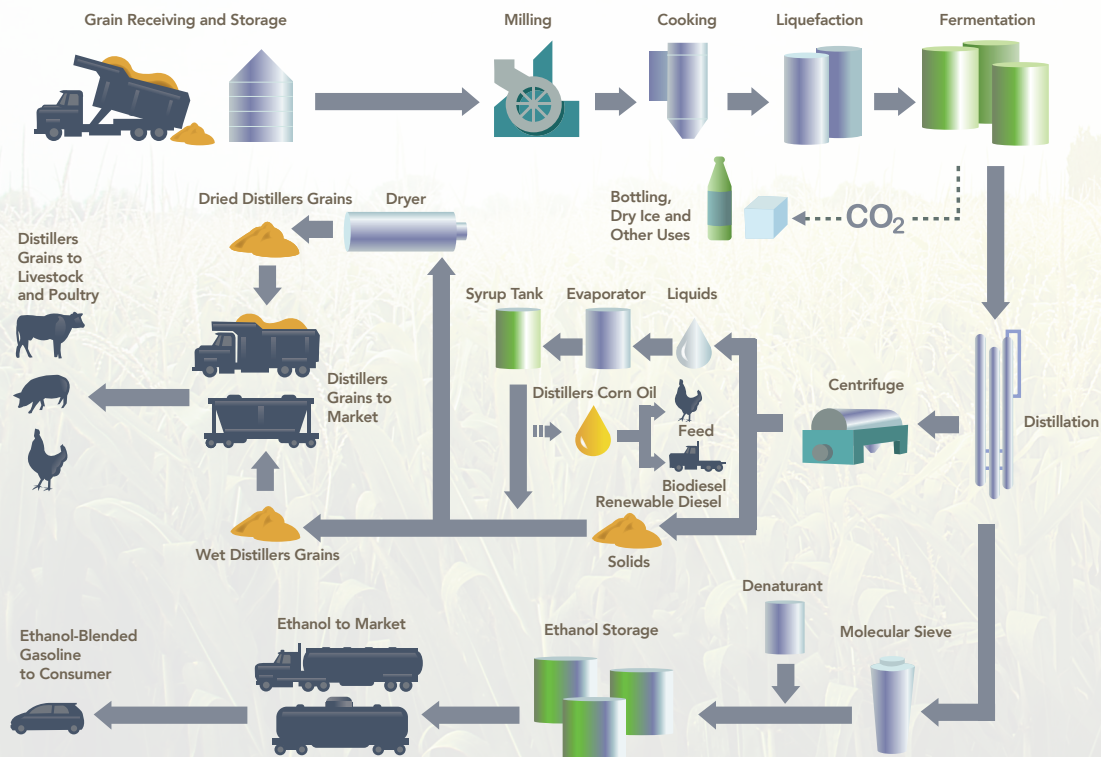 Grain Receiving and Storage
Milling
Cooking
Liquefaction
Fermentation
Bottling,
Dry Ice and
Other Uses
CO2
Dried Distillers Grains
Dryer
Distillers
Grains to
Livestock
and Poultry
Syrup Tank
Evaporator
Liquids
Distillers
Grains to
Market
Distillers Corn Oil
Feed
Biodiesel
Renewable Diesel
Centrifuge
Distillation
Wet Distillers Grains
Solids
Denaturant
Molecular Sieve
Ethanol Storage
Ethanol to Market
Ethanol-Blended
Gasoline
to Consumer